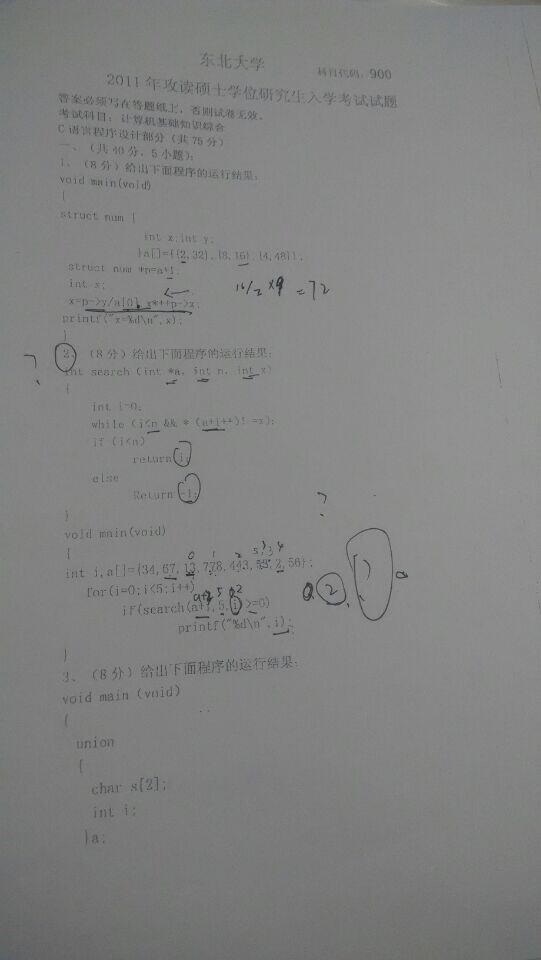 东北大学
科目代码：900
2011 年攻读硕士学位研究生入学考试试题
答案必须写在答题纸上，否则试卷无效。
考试科目：计算机基础知识综合
C 语言程序设计部分（共 75 分）
一、（共 40 分，5 小题）：
1、（8 分）给出下面程序的运行结果：
void main(void)
{
struct num {
int x;int y;
}a[]={{2,32},{8,16},{4,48}};
struct num *p=a+1;
int x;
x=p->y/a[0].x*++p->x;
16/2 ×9 =72
printf("x=%d\n",x);
}
2、（8 分）给出下面程序的运行结果：
int search (int *a, int n, int x)
{
int i=0;
while (i<n && * (a+i++)! =x);
if (i<n)
return i;
else
Return -1;
}
?
void main(void)
{
int i,a[]={34,67,13,778,443,53,2,56};
for(i=0;i<5;i++)
if(search(a+i,5,i)>=0)
printf("%d\n",i);
}
3、（8 分）给出下面程序的运行结果：
void main（void）
{
union
{
char s[2];
int i;
}a;